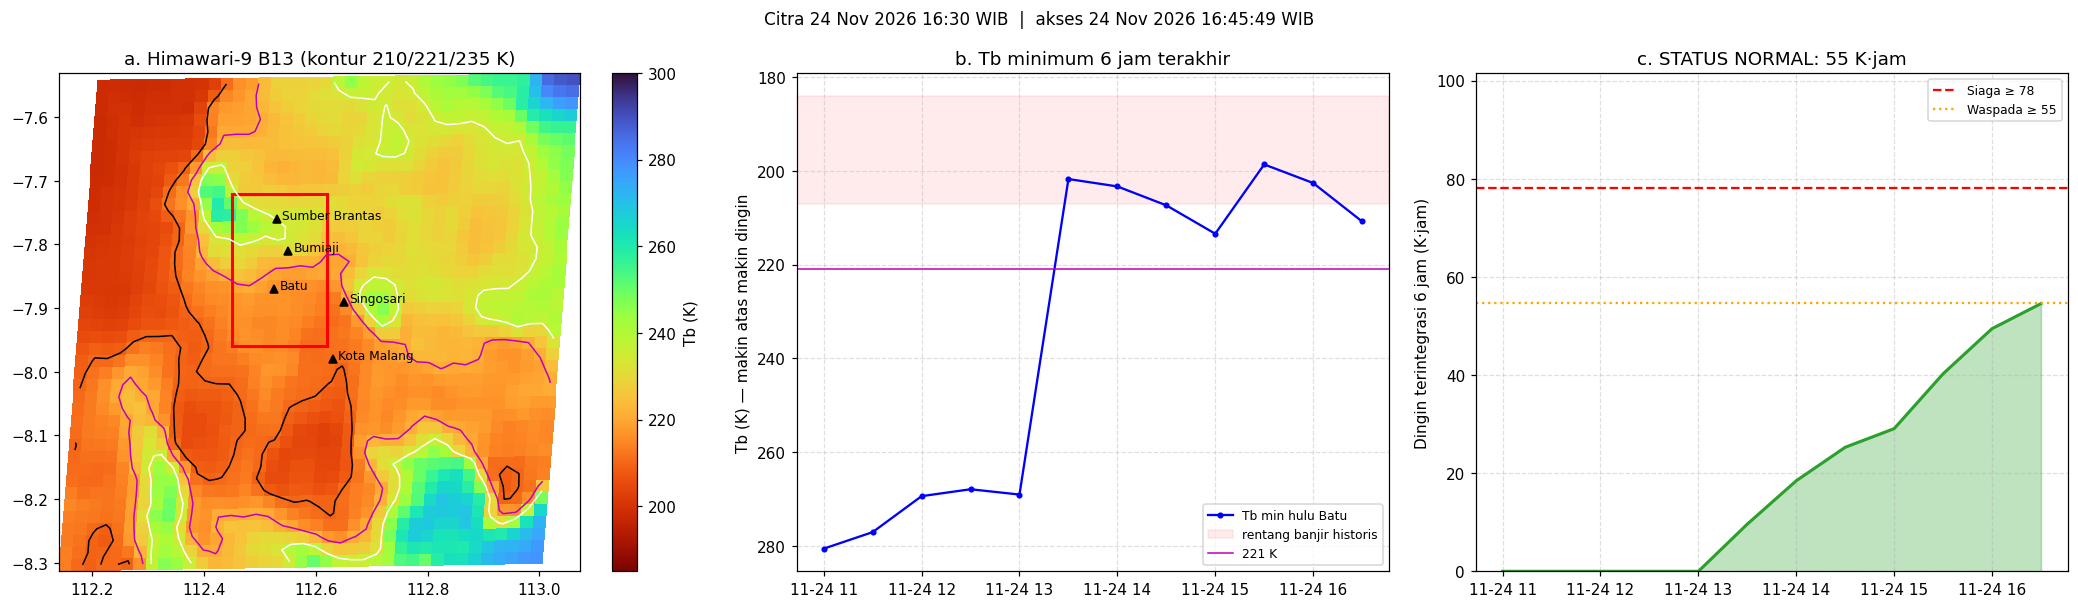 Citra 24 Nov 2026 16:30 WIB | akses 24 Nov 2026 16:45:49 WIB
a. Himawari-9 B13 (kontur 210/221/235 K)
−7.6
−7.7
−7.8
−7.9
−8.0
−8.1
−8.2
−8.3
112.2
112.4
112.6
112.8
113.0
Sumber Brantas
Bumiaji
Batu
Singosari
Kota Malang
300
280
260
240
220
200
Tb (K)
b. Tb minimum 6 jam terakhir
Tb (K) — makin atas makin dingin
180
200
220
240
260
280
11-24 11
11-24 12
11-24 13
11-24 14
11-24 15
11-24 16
Tb min hulu Batu
rentang banjir historis
221 K
c. STATUS NORMAL: 55 K·jam
Dingin terintegrasi 6 jam (K·jam)
100
80
60
40
20
0
11-24 11
11-24 12
11-24 13
11-24 14
11-24 15
11-24 16
Siaga ≥ 78
Waspada ≥ 55